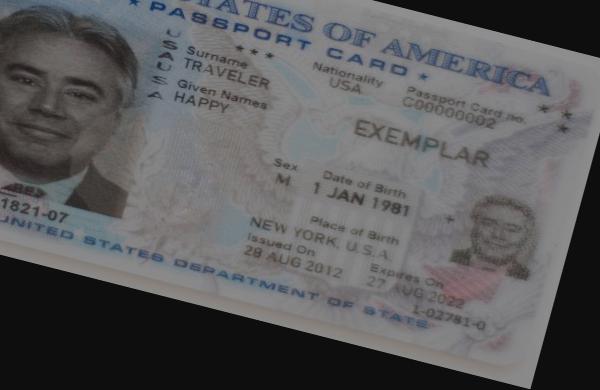 STATES OF AMERICA
PASSPORT CARD
USA
USA
Surname
TRAVELER
Given Names
HAPPY
Nationality
USA
Passport Card no.
C00000002
EXEMPLAR
Sex
M
Date of Birth
1 JAN 1981
Place of Birth
NEW YORK, U.S.A.
Issued On
28 AUG 2012
Expires On
27 AUG 2022
1821-07
1-02781-0
UNITED STATES DEPARTMENT OF STATE